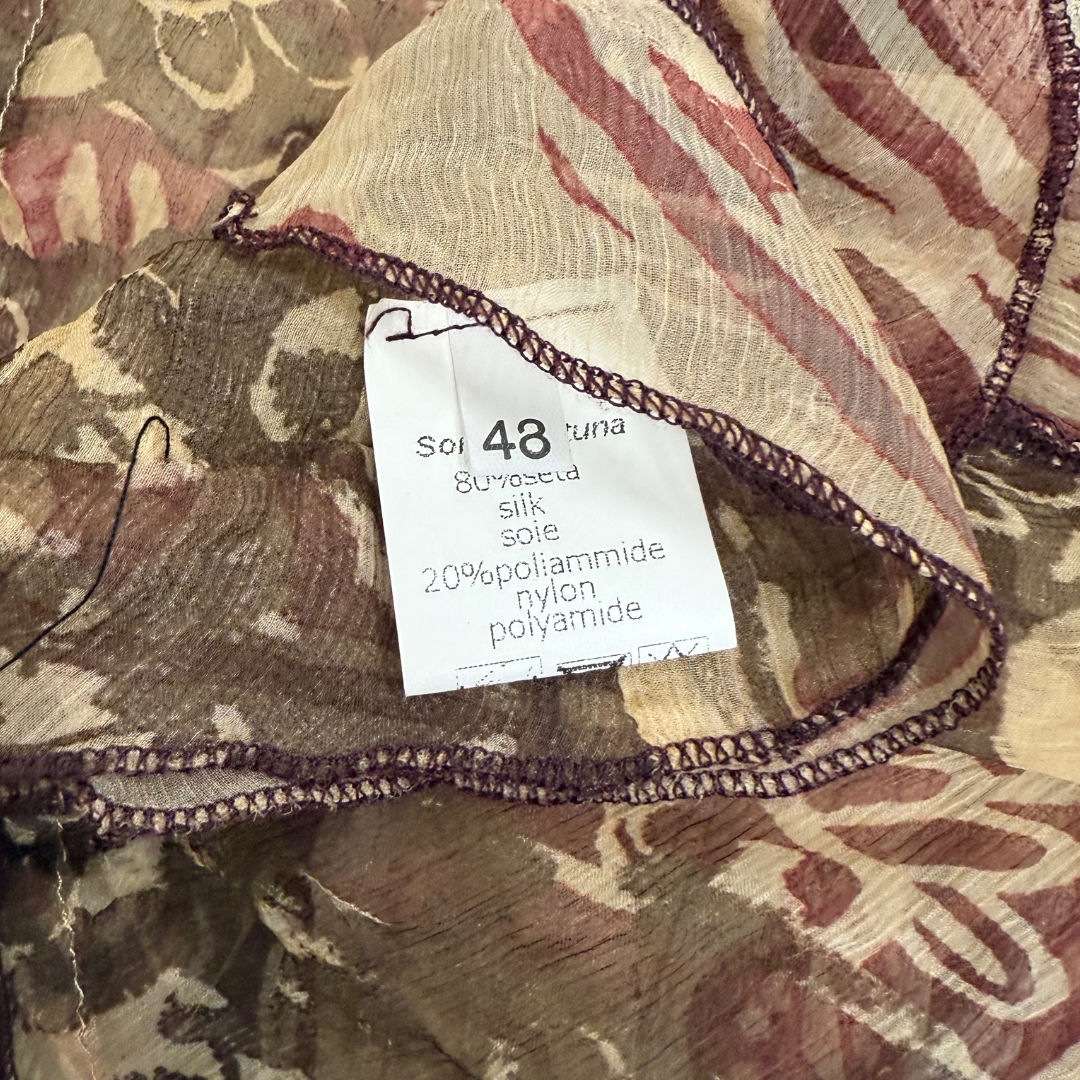 48
80%seta
silk
soie
20%poliammide
nylon
polyamide